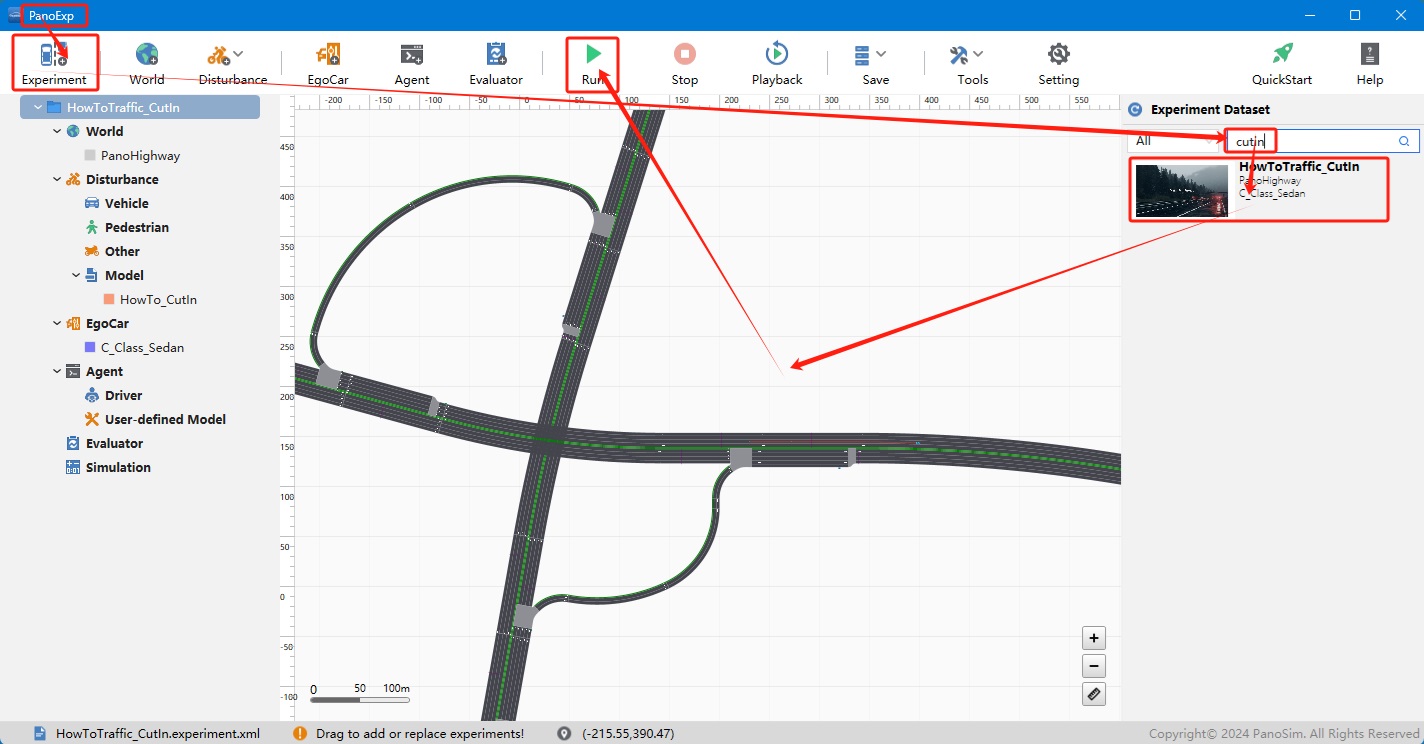 PanoExp
Experiment World Disturbance EgoCar Agent Evaluator Run Stop Playback Save Tools Setting QuickStart Help
HowToTraffic_CutIn
World
PanoHighway
Disturbance
Vehicle
Pedestrian
Other
Model
HowTo_CutIn
EgoCar
C_Class_Sedan
Agent
Driver
User-defined Model
Evaluator
Simulation
-200 -150 -100 -50 0 50 100 150 200 250 300 350 400 450 500 550
450
400
350
300
250
200
150
100
50
0
-50
-100
0 50 100m
+
−
Experiment Dataset
All
cutin
HowToTraffic_CutIn
PanoHighway
C_Class_Sedan
HowToTraffic_CutIn.experiment.xml Drag to add or replace experiments! (-215.55,390.47) Copyright© 2024 PanoSim. All Rights Reserved